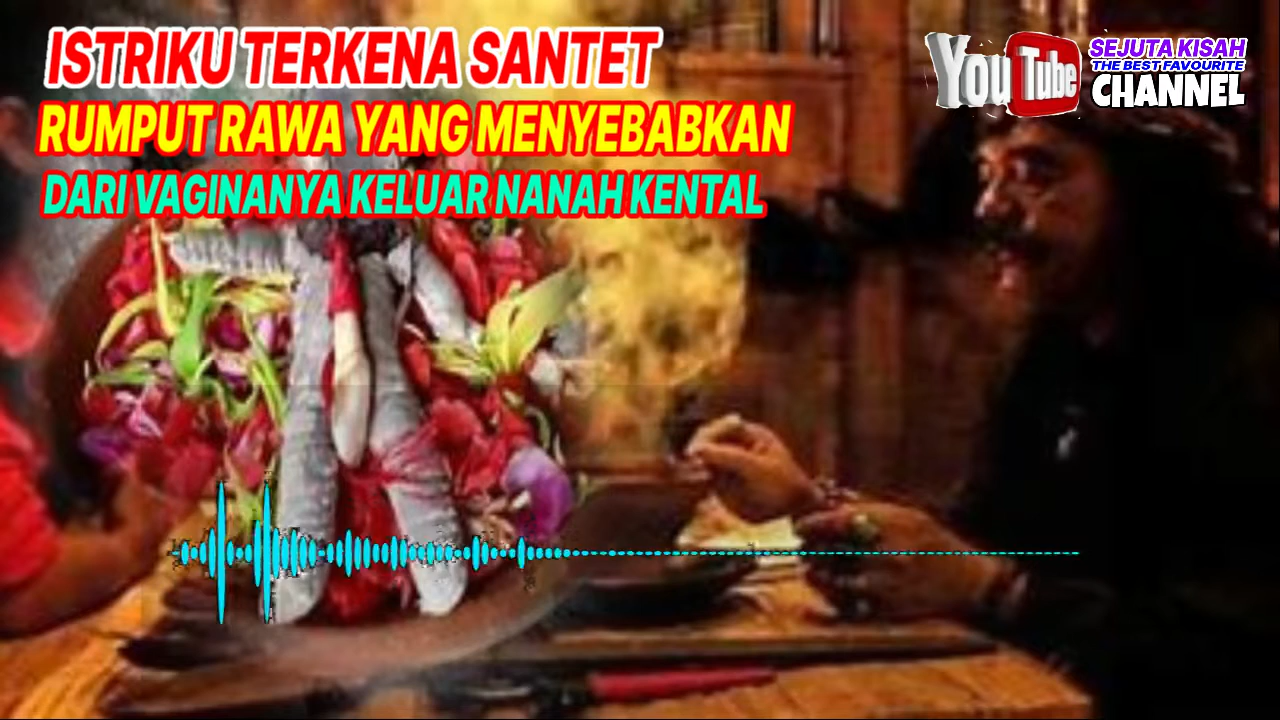 ISTRIKU TERKENA SANTET
RUMPUT RAWA YANG MENYEBABKAN
DARI VAGINANYA KELUAR NANAH KENTAL
YouTube
SEJUTA KISAH
THE BEST FAVOURITE
CHANNEL